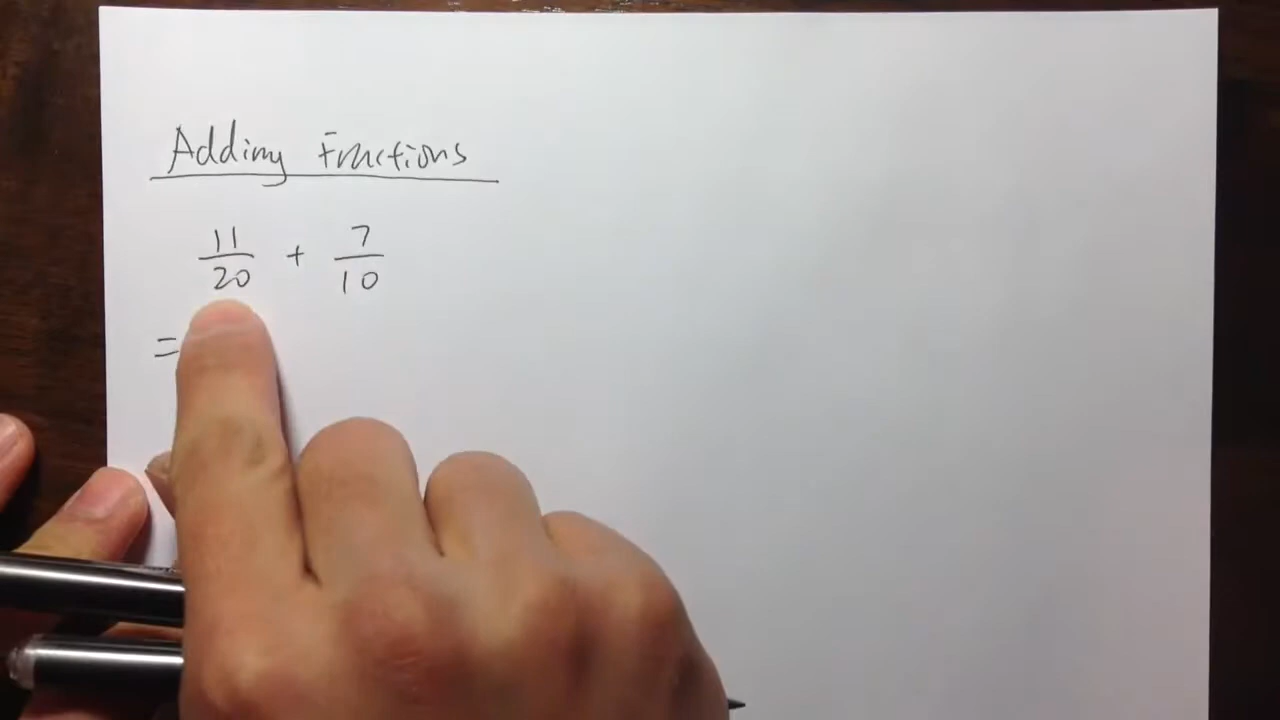 Adding Fractions
11/20 + 7/10
=